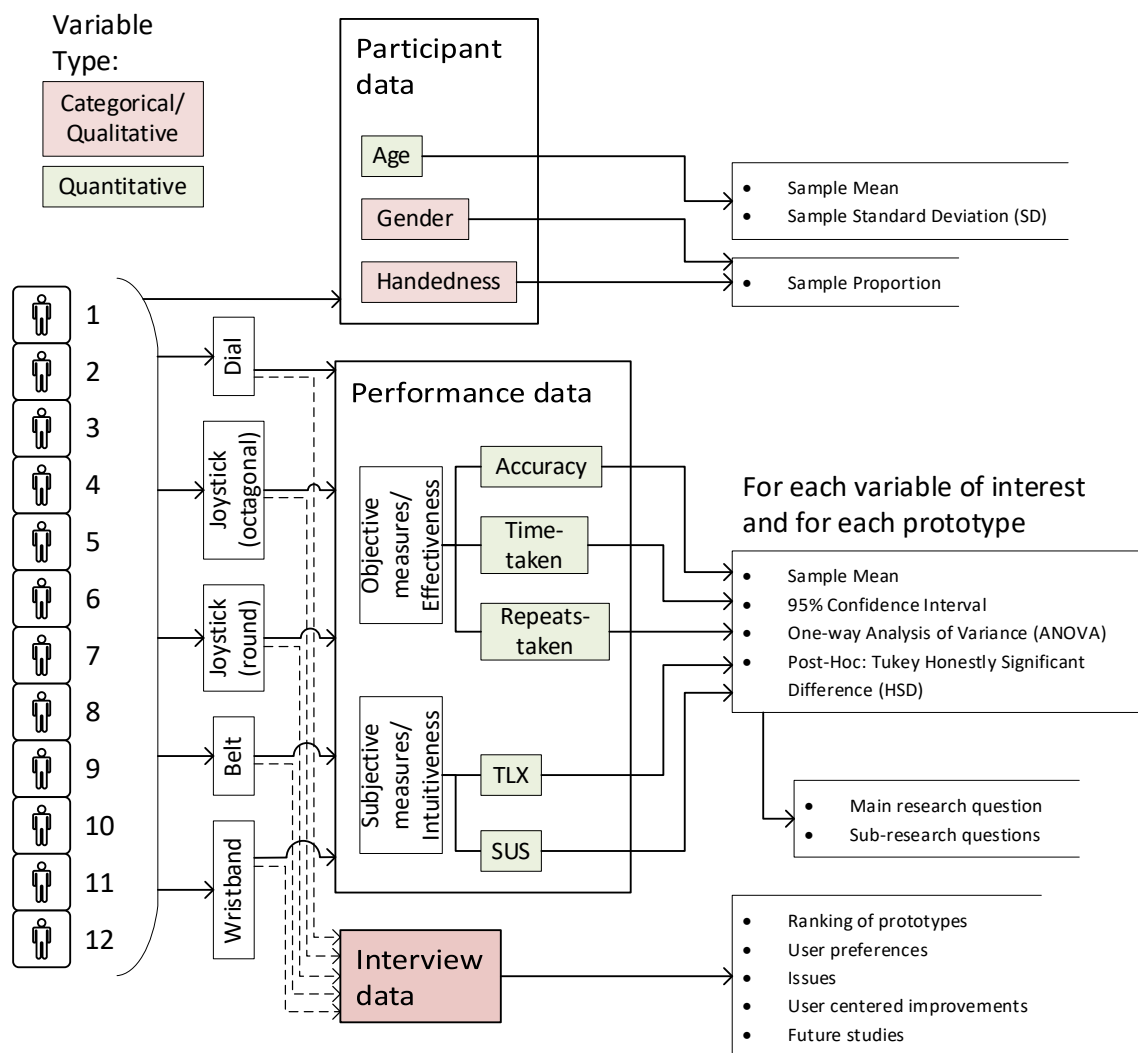 Variable
Type:
Categorical/
Qualitative
Quantitative
Participant
data
Age
Gender
Handedness
• Sample Mean
• Sample Standard Deviation (SD)
• Sample Proportion
1
2
3
4
5
6
7
8
9
10
11
12
Dial
Joystick
(octagonal)
Joystick
(round)
Belt
Wristband
Performance data
Objective
measures/
Effectiveness
Accuracy
Time-
taken
Repeats-
taken
Subjective
measures/
Intuitiveness
TLX
SUS
For each variable of interest
and for each prototype
• Sample Mean
• 95% Confidence Interval
• One-way Analysis of Variance (ANOVA)
• Post-Hoc: Tukey Honestly Significant
Difference (HSD)
• Main research question
• Sub-research questions
Interview
data
• Ranking of prototypes
• User preferences
• Issues
• User centered improvements
• Future studies